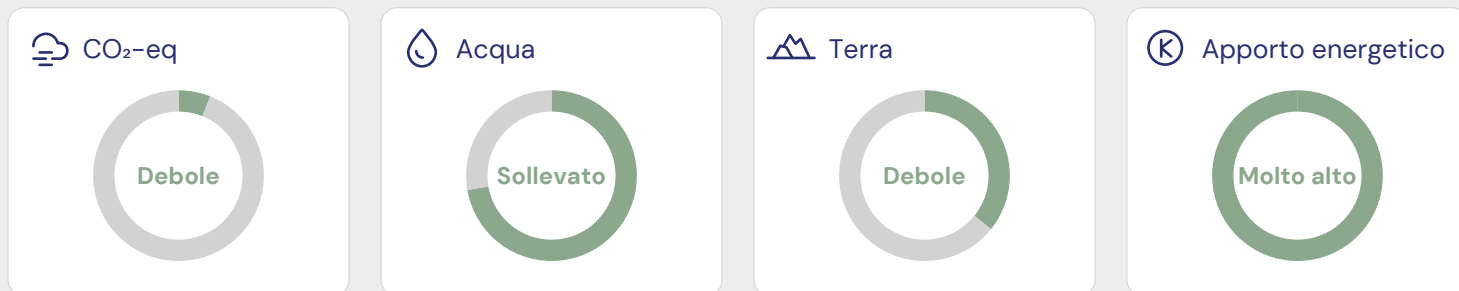 CO₂-eq
Debole
Acqua
Sollevato
Terra
Debole
Apporto energetico
Molto alto